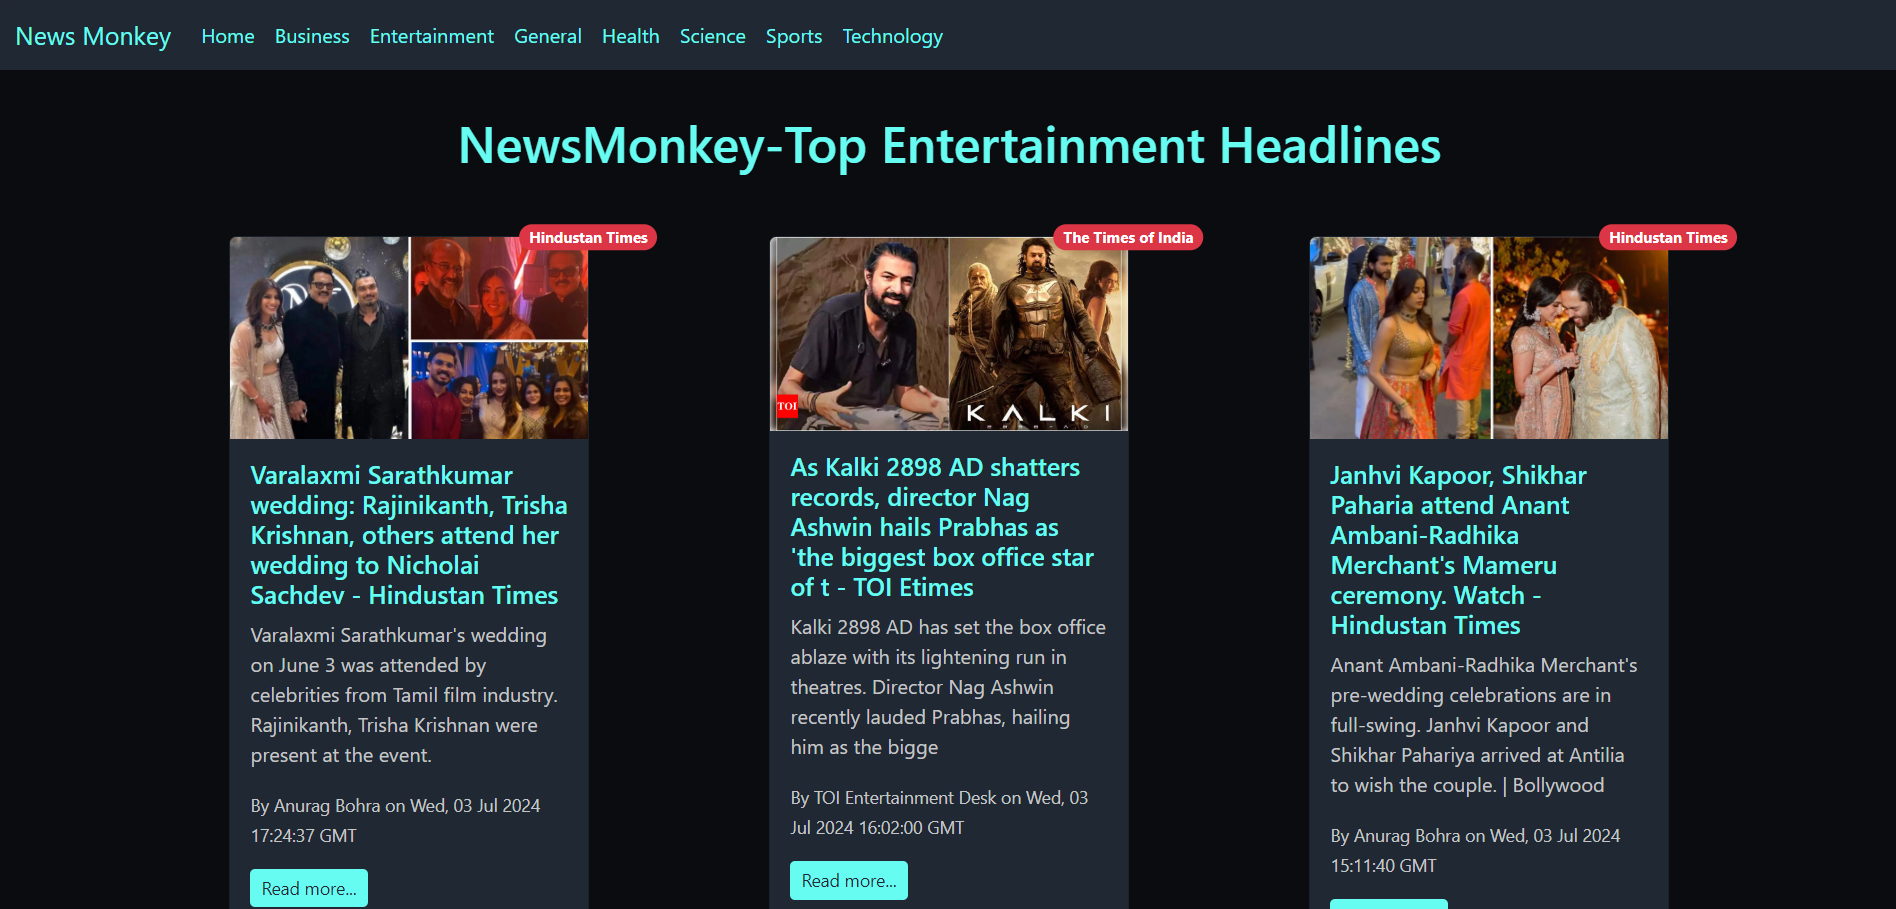 News Monkey Home Business Entertainment General Health Science Sports Technology
NewsMonkey-Top Entertainment Headlines
Hindustan Times
Varalaxmi Sarathkumar
wedding: Rajinikanth, Trisha
Krishnan, others attend her
wedding to Nicholai
Sachdev - Hindustan Times
Varalaxmi Sarathkumar's wedding
on June 3 was attended by
celebrities from Tamil film industry.
Rajinikanth, Trisha Krishnan were
present at the event.
By Anurag Bohra on Wed, 03 Jul 2024
17:24:37 GMT
Read more...
The Times of India
TOI
KALKI
As Kalki 2898 AD shatters
records, director Nag
Ashwin hails Prabhas as
'the biggest box office star
of t - TOI Etimes
Kalki 2898 AD has set the box office
ablaze with its lightening run in
theatres. Director Nag Ashwin
recently lauded Prabhas, hailing
him as the bigge
By TOI Entertainment Desk on Wed, 03
Jul 2024 16:02:00 GMT
Read more...
Hindustan Times
Janhvi Kapoor, Shikhar
Paharia attend Anant
Ambani-Radhika
Merchant's Mameru
ceremony. Watch -
Hindustan Times
Anant Ambani-Radhika Merchant's
pre-wedding celebrations are in
full-swing. Janhvi Kapoor and
Shikhar Pahariya arrived at Antilia
to wish the couple. | Bollywood
By Anurag Bohra on Wed, 03 Jul 2024
15:11:40 GMT